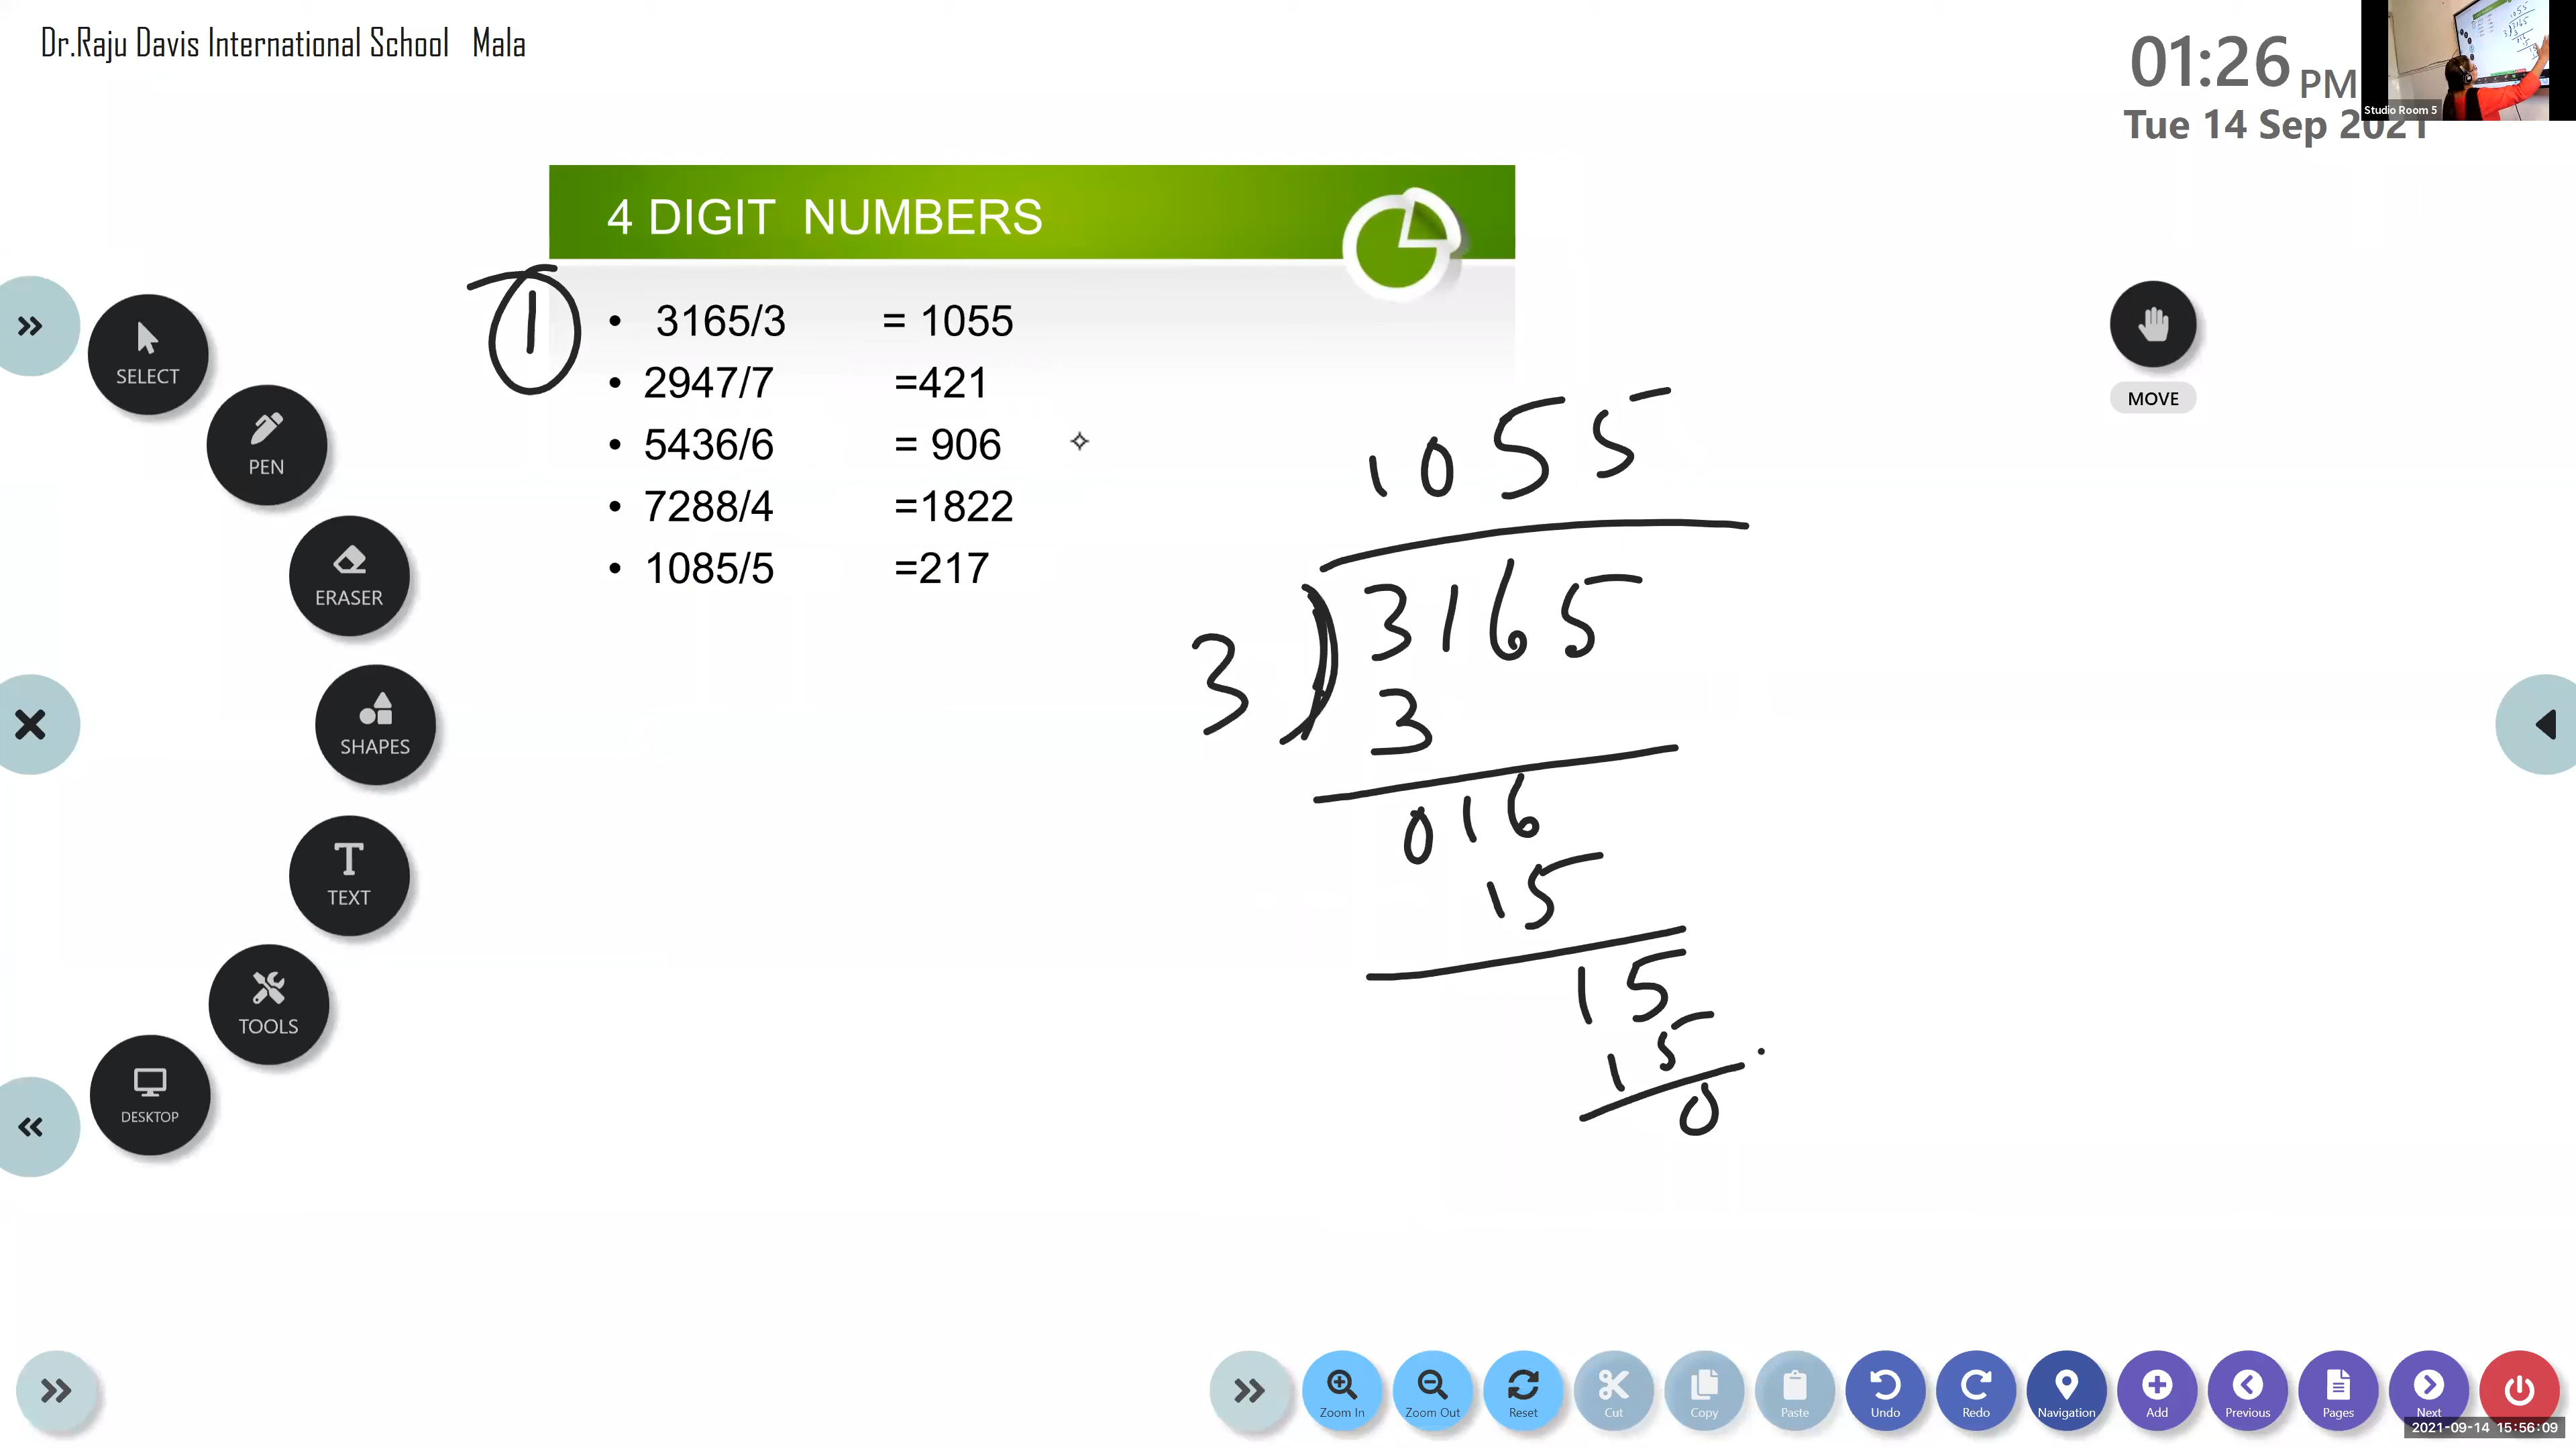 Dr.Raju Davis International School Mala
01:26 PM
Tue 14 Sep 2021
Studio Room 5
4 DIGIT NUMBERS
1
• 3165/3 = 1055
• 2947/7 =421
• 5436/6 = 906
• 7288/4 =1822
• 1085/5 =217
1055
3)3165
3
016
15
15
15
0
SELECT
PEN
ERASER
SHAPES
TEXT
TOOLS
DESKTOP
MOVE
Zoom In Zoom Out Reset Cut Copy Paste Undo Redo Navigation Add Previous Pages Next
2021-09-14 15:56:09